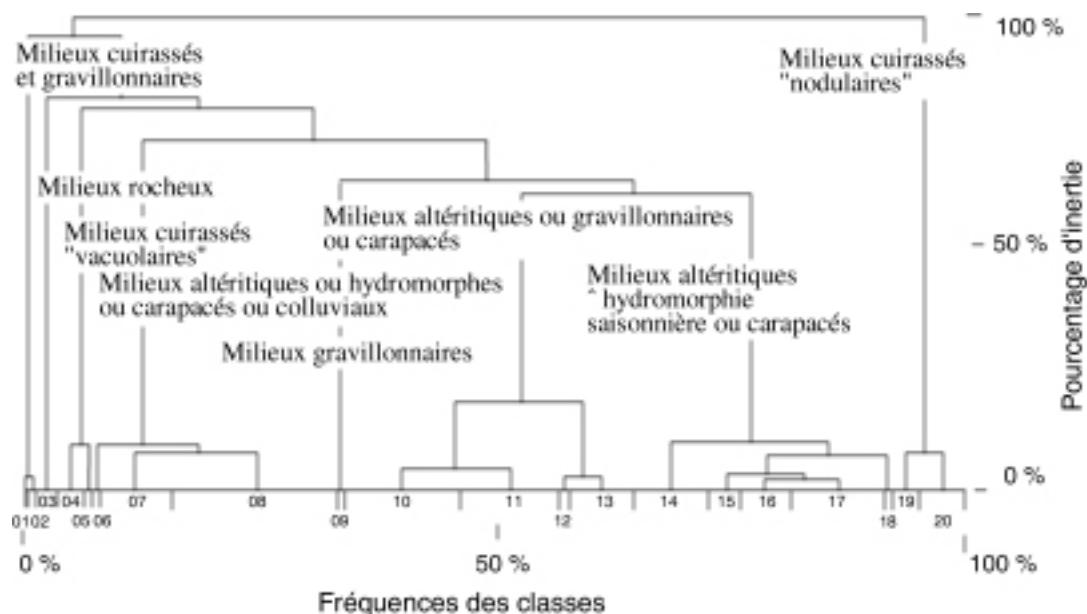 100 %
Milieux cuirassés
et gravillonnaires
Milieux cuirassés
"nodulaires"
Milieux rocheux
Milieux altéritiques ou gravillonnaires
ou carapacés
Milieux cuirassés
"vacuolaires"
50 %
Milieux altéritiques ou hydromorphes
ou carapacés ou colluviaux
Milieux altéritiques
^ hydromorphie
saisonnière ou carapacés
Milieux gravillonnaires
Pourcentage d'inertie
0 %
03 04 07 08 10 11 13 14 15 16 17 19
01 02 05 06 09 12 18 20
0 % 50 % 100 %
Fréquences des classes